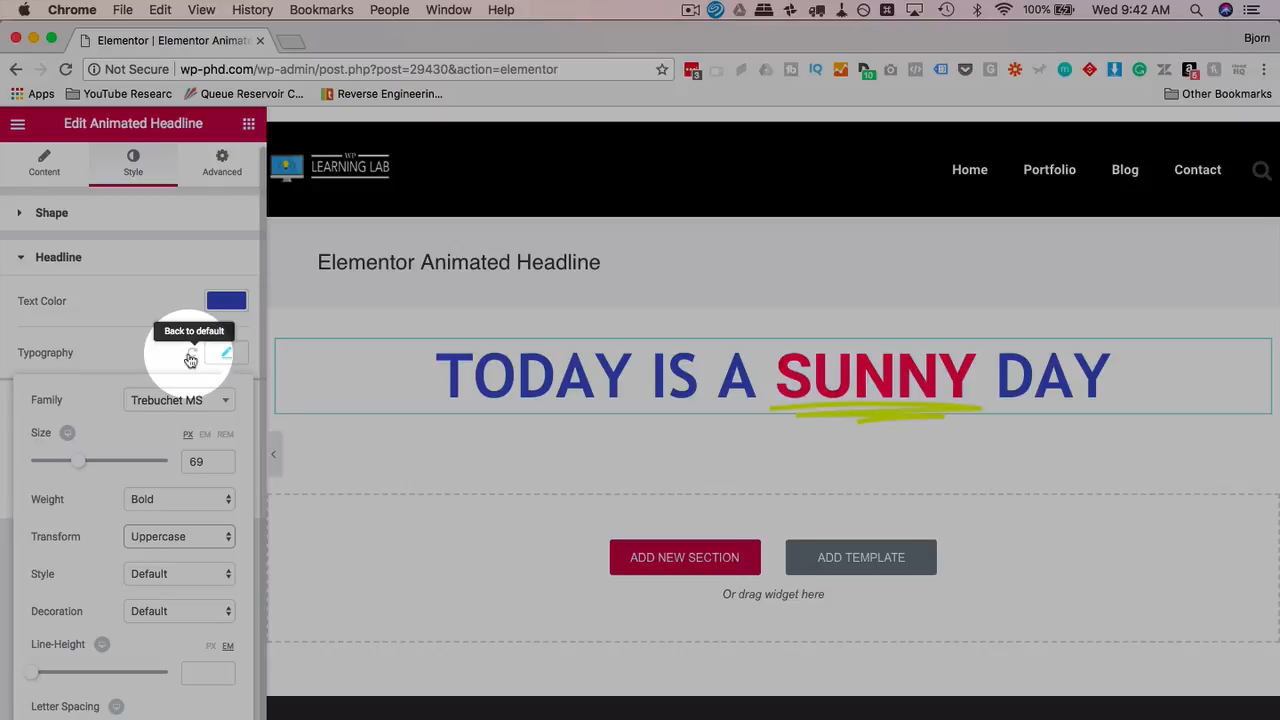 Chrome File Edit View History Bookmarks People Window Help 100% Wed 9:42 AM
Elementor | Elementor Animat
Bjorn
Not Secure wp-phd.com/wp-admin/post.php?post=29430&action=elementor
Apps YouTube Researc Queue Reservoir C... Reverse Engineerin... Other Bookmarks
Edit Animated Headline
Content Style Advanced
WP
LEARNING LAB
Home Portfolio Blog Contact
Shape
Headline
Elementor Animated Headline
Text Color
Back to default
Typography
TODAY IS A SUNNY DAY
Family Trebuchet MS
Size PX EM REM
69
Weight Bold
Transform Uppercase
ADD NEW SECTION ADD TEMPLATE
Style Default
Or drag widget here
Decoration Default
Line-Height PX EM
Letter Spacing